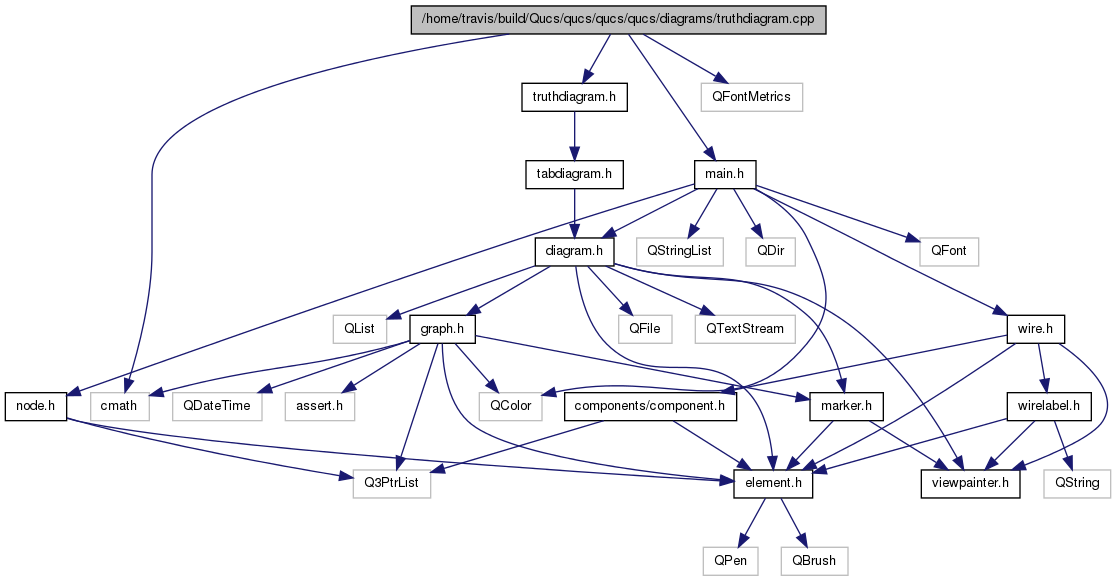 /home/travis/build/Qucs/qucs/qucs/qucs/diagrams/truthdiagram.cpp
truthdiagram.h
QFontMetrics
tabdiagram.h
main.h
diagram.h
QStringList
QDir
QFont
QList
graph.h
QFile
QTextStream
wire.h
node.h
cmath
QDateTime
assert.h
QColor
components/component.h
marker.h
wirelabel.h
Q3PtrList
element.h
viewpainter.h
QString
QPen
QBrush